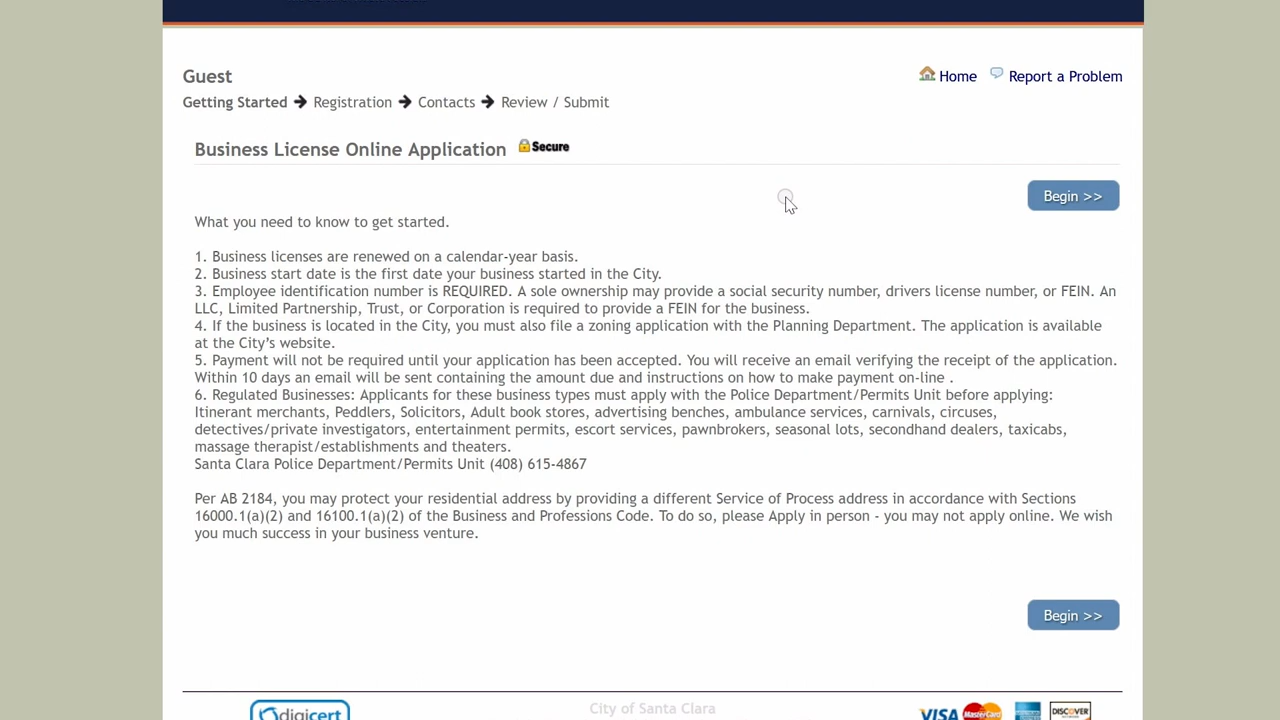 Guest
Home Report a Problem
Getting Started Registration Contacts Review / Submit
Business License Online Application Secure
Begin >>
What you need to know to get started.
1. Business licenses are renewed on a calendar-year basis.
2. Business start date is the first date your business started in the City.
3. Employee identification number is REQUIRED. A sole ownership may provide a social security number, drivers license number, or FEIN. An
LLC, Limited Partnership, Trust, or Corporation is required to provide a FEIN for the business.
4. If the business is located in the City, you must also file a zoning application with the Planning Department. The application is available
at the City’s website.
5. Payment will not be required until your application has been accepted. You will receive an email verifying the receipt of the application.
Within 10 days an email will be sent containing the amount due and instructions on how to make payment on-line .
6. Regulated Businesses: Applicants for these business types must apply with the Police Department/Permits Unit before applying:
Itinerant merchants, Peddlers, Solicitors, Adult book stores, advertising benches, ambulance services, carnivals, circuses,
detectives/private investigators, entertainment permits, escort services, pawnbrokers, seasonal lots, secondhand dealers, taxicabs,
massage therapist/establishments and theaters.
Santa Clara Police Department/Permits Unit (408) 615-4867
Per AB 2184, you may protect your residential address by providing a different Service of Process address in accordance with Sections
16000.1(a)(2) and 16100.1(a)(2) of the Business and Professions Code. To do so, please Apply in person - you may not apply online. We wish
you much success in your business venture.
Begin >>
digicert
City of Santa Clara
VISA MasterCard DISCOVER